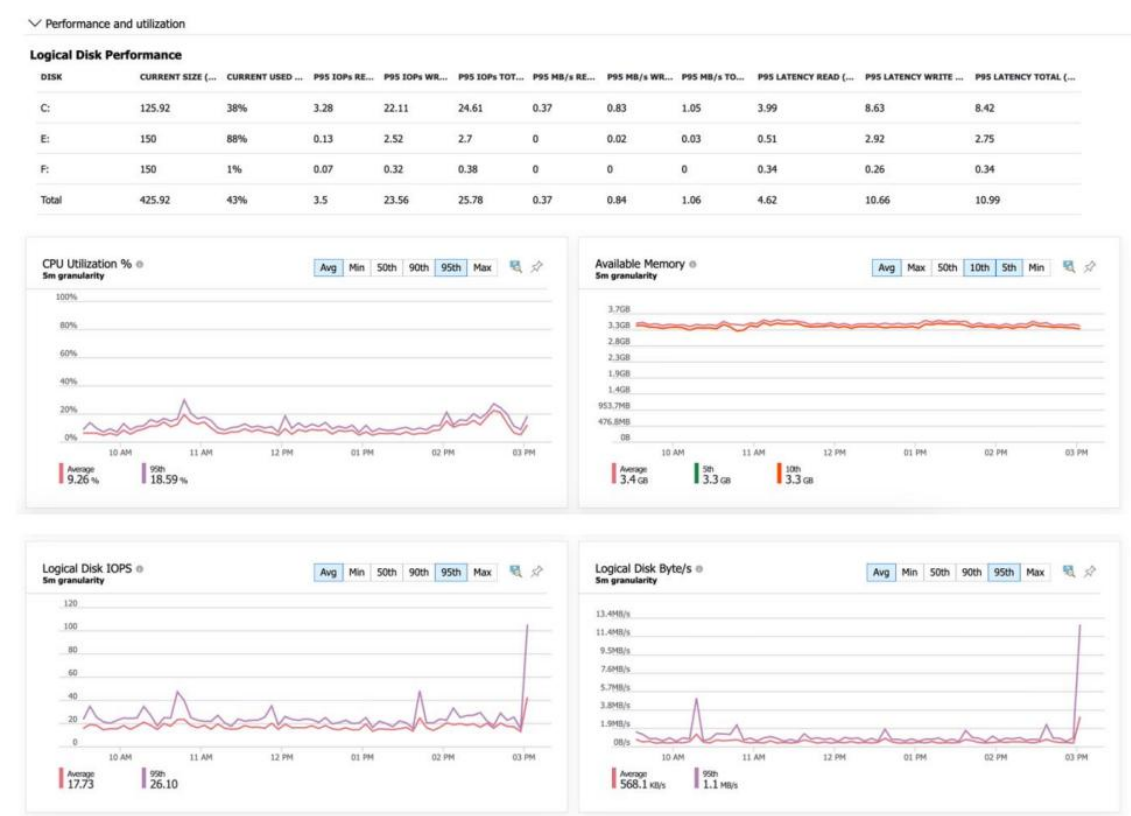 Performance and utilization
Logical Disk Performance
DISK CURRENT SIZE (... CURRENT USED ... P95 IOPs RE... P95 IOPs WR... P95 IOPs TOT... P95 MB/s RE... P95 MB/s WR... P95 MB/s TO... P95 LATENCY READ (... P95 LATENCY WRITE ... P95 LATENCY TOTAL (...
C: 125.92 38% 3.28 22.11 24.61 0.37 0.83 1.05 3.99 8.63 8.42
E: 150 88% 0.13 2.52 2.7 0 0.02 0.03 0.51 2.92 2.75
F: 150 1% 0.07 0.32 0.38 0 0 0 0.34 0.26 0.34
Total 425.92 43% 3.5 23.56 25.78 0.37 0.84 1.06 4.62 10.66 10.99
CPU Utilization % Avg Min 50th 90th 95th Max
5m granularity
100%
80%
60%
40%
20%
0%
10 AM 11 AM 12 PM 01 PM 02 PM 03 PM
Average 95th
9.26 % 18.59 %
Available Memory Avg Max 50th 10th 5th Min
5m granularity
3.7GB
3.3GB
2.8GB
2.3GB
1.9GB
1.4GB
953.7MB
476.8MB
0B
10 AM 11 AM 12 PM 01 PM 02 PM 03 PM
Average 5th 10th
3.4 GB 3.3 GB 3.3 GB
Logical Disk IOPS Avg Min 50th 90th 95th Max
5m granularity
120
100
80
60
40
20
0
10 AM 11 AM 12 PM 01 PM 02 PM 03 PM
Average 95th
17.73 26.10
Logical Disk Byte/s Avg Min 50th 90th 95th Max
5m granularity
13.4MB/s
11.4MB/s
9.5MB/s
7.6MB/s
5.7MB/s
3.8MB/s
1.9MB/s
0B/s
10 AM 11 AM 12 PM 01 PM 02 PM 03 PM
Average 95th
568.1 KB/s 1.1 MB/s